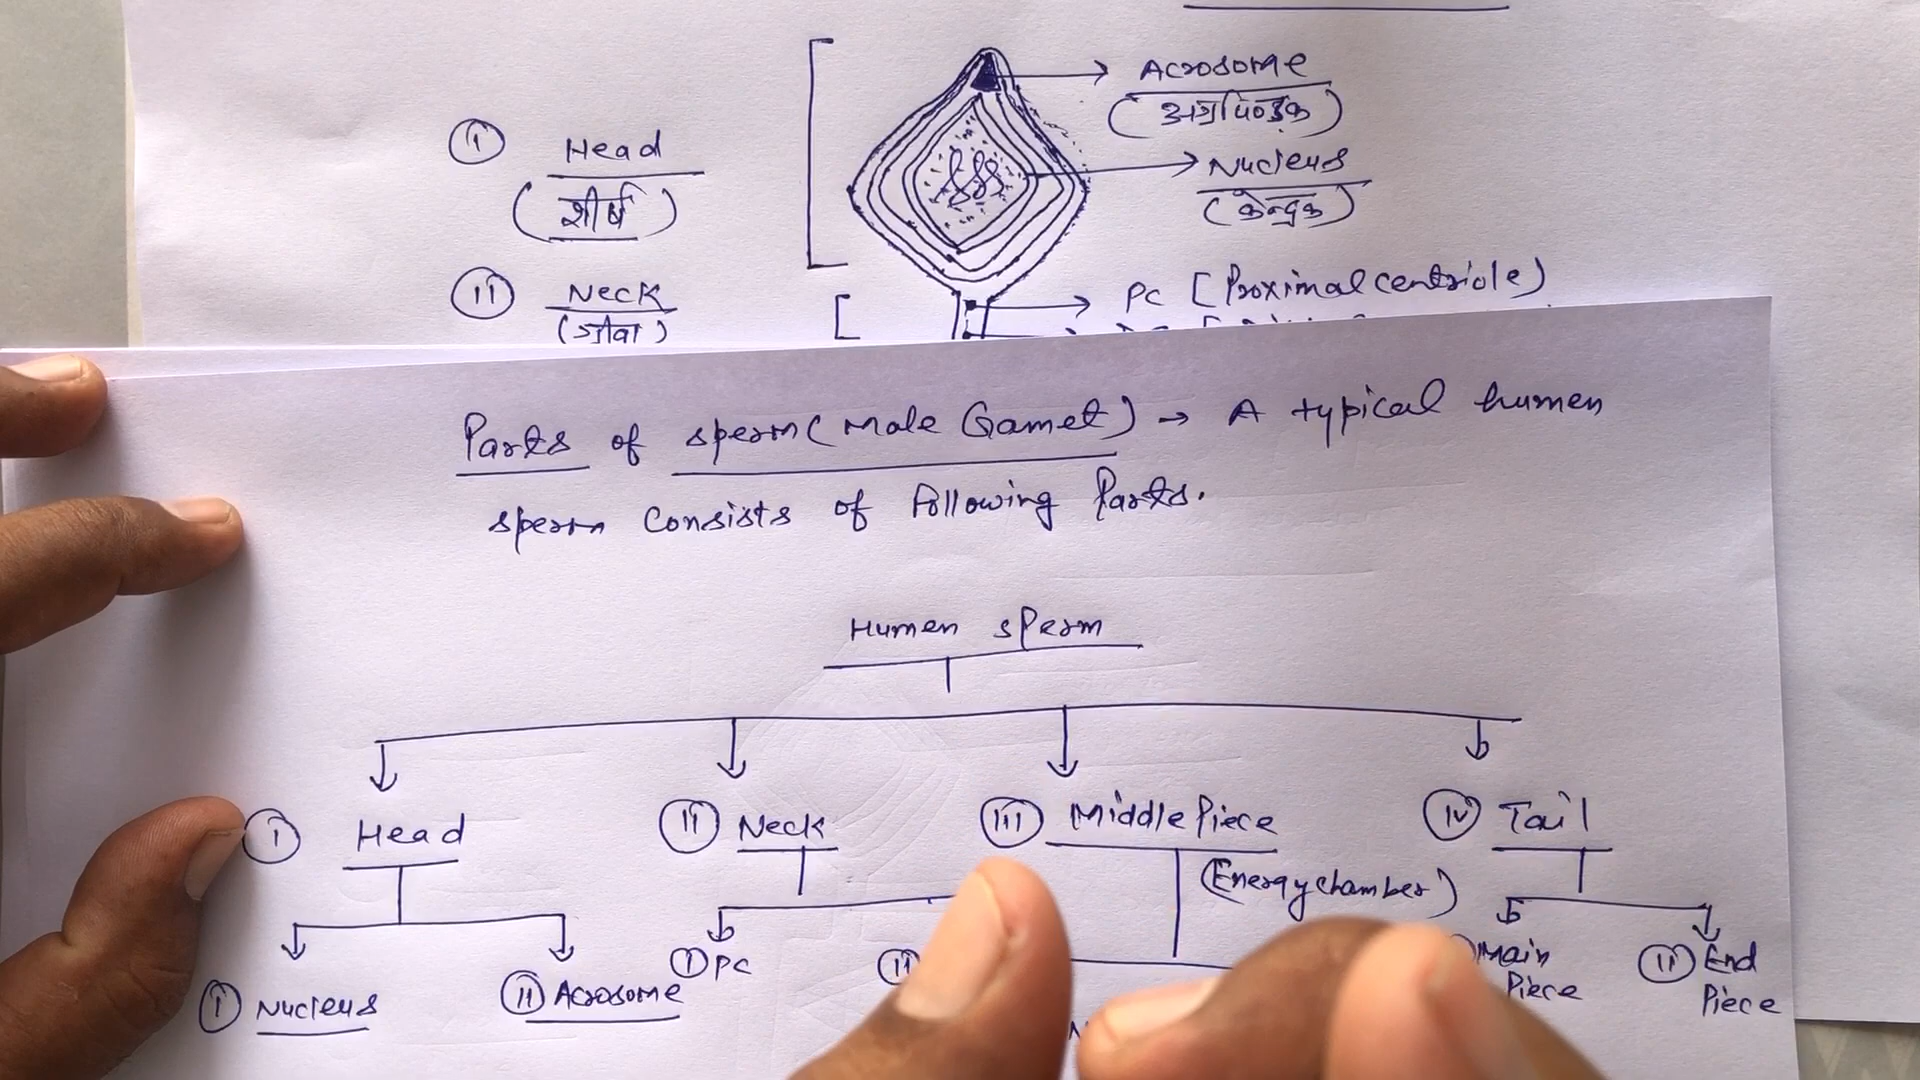 Acrosome
(अग्रपिण्डक)
(I) Head
(शीर्ष)
Nucleus
(केन्द्रक)
(II) Neck
(ग्रीवा)
PC [Proximal centriole)
Parts of sperm (Male Gamet) → A typical humen
sperm consists of following Parts.
Humen sperm
(I) Head
(II) Neck
(III) Middle Piece
(IV) Tail
(Energy chamber)
(I) Nucleus
(II) Acrosome
(I) PC
(II)
Main
Piece
(II) End
Piece